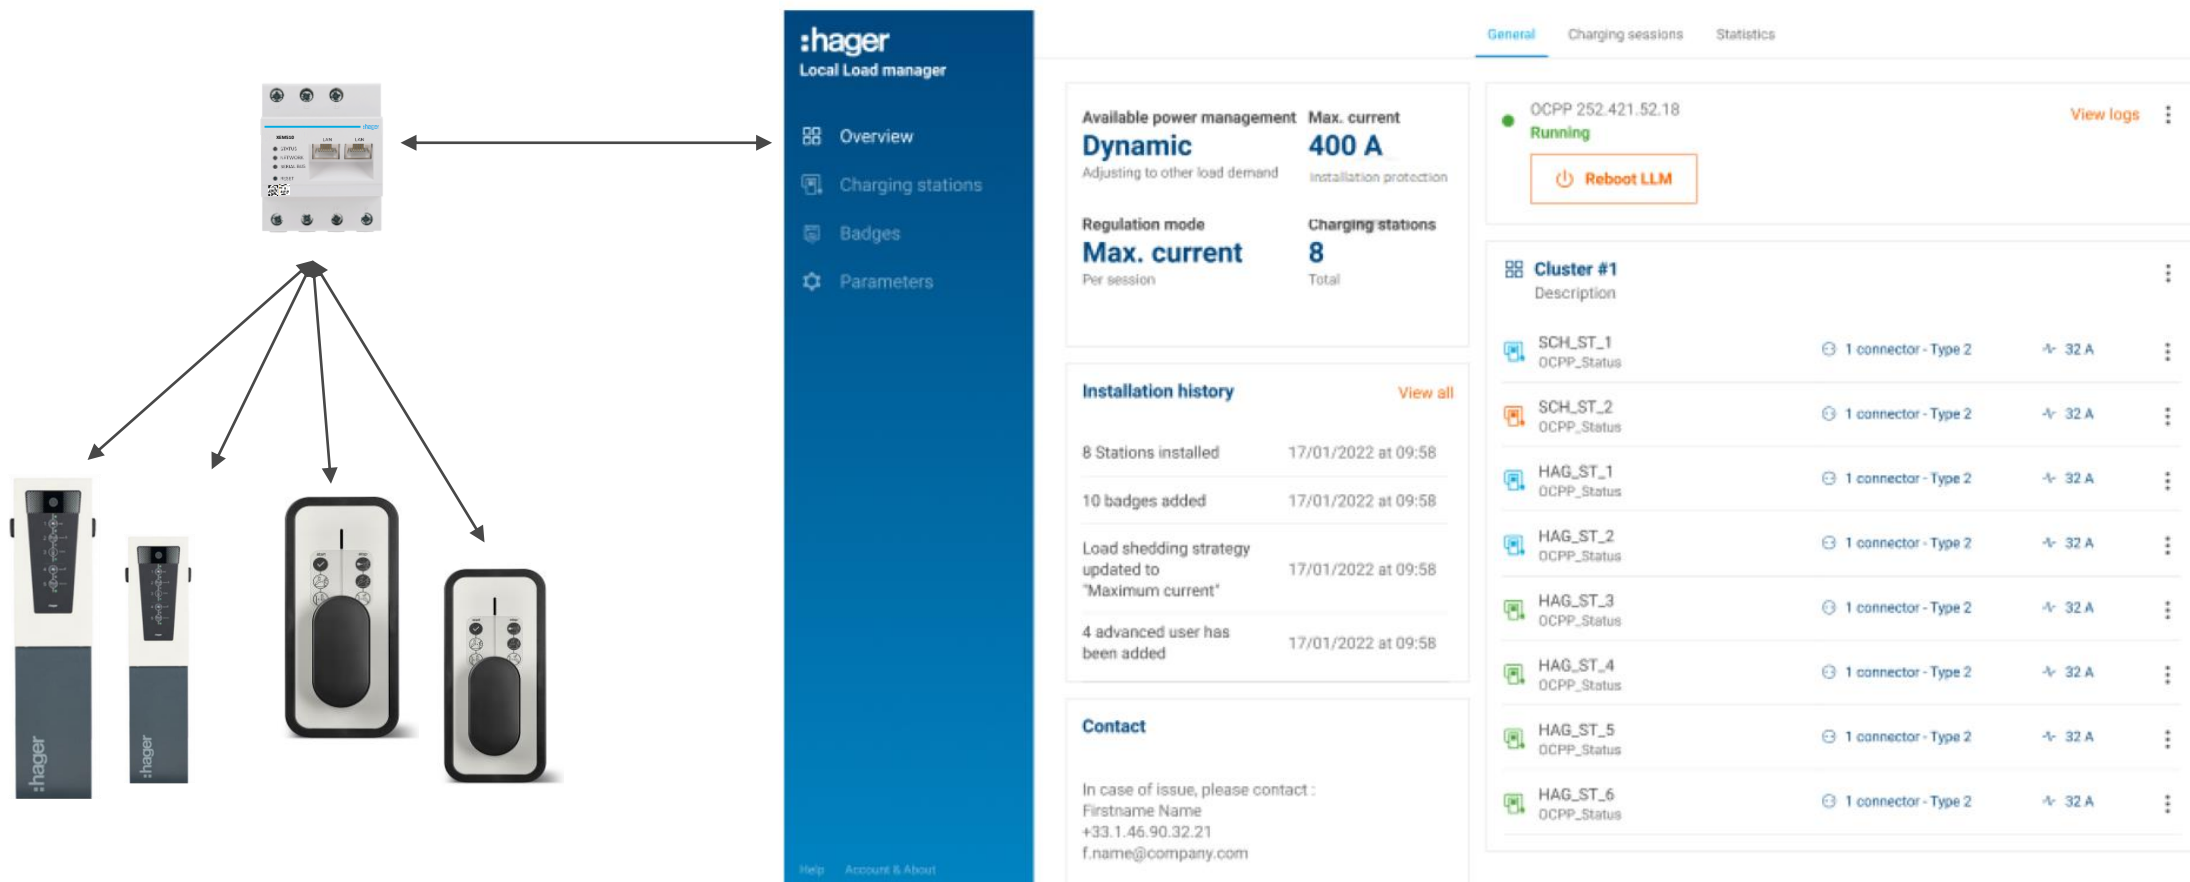 :hager
XEM510
LAN
LAN
STATUS
NETWORK
:hager
:hager
:hager
Local Load manager
Overview
Charging stations
Badges
Parameters
Help
Account & About
General
Charging sessions
Statistics
Available power management
Dynamic
Adjusting to other load demand
Max. current
400 A
Installation protection
Regulation mode
Max. current
Per session
Charging stations
8
Total
Installation history
View all
8 Stations installed
17/01/2022 at 09:58
10 badges added
17/01/2022 at 09:58
Load shedding strategy
updated to
"Maximum current"
17/01/2022 at 09:58
4 advanced user has
been added
17/01/2022 at 09:58
Contact
In case of issue, please contact :
Firstname Name
+33.1.46.90.32.21
f.name@company.com
OCPP 252.421.52.18
Running
View logs
Reboot LLM
Cluster #1
Description
SCH_ST_1
OCPP_Status
1 connector - Type 2
32 A
SCH_ST_2
OCPP_Status
1 connector - Type 2
32 A
HAG_ST_1
OCPP_Status
1 connector - Type 2
32 A
HAG_ST_2
OCPP_Status
1 connector - Type 2
32 A
HAG_ST_3
OCPP_Status
1 connector - Type 2
32 A
HAG_ST_4
OCPP_Status
1 connector - Type 2
32 A
HAG_ST_5
OCPP_Status
1 connector - Type 2
32 A
HAG_ST_6
OCPP_Status
1 connector - Type 2
32 A